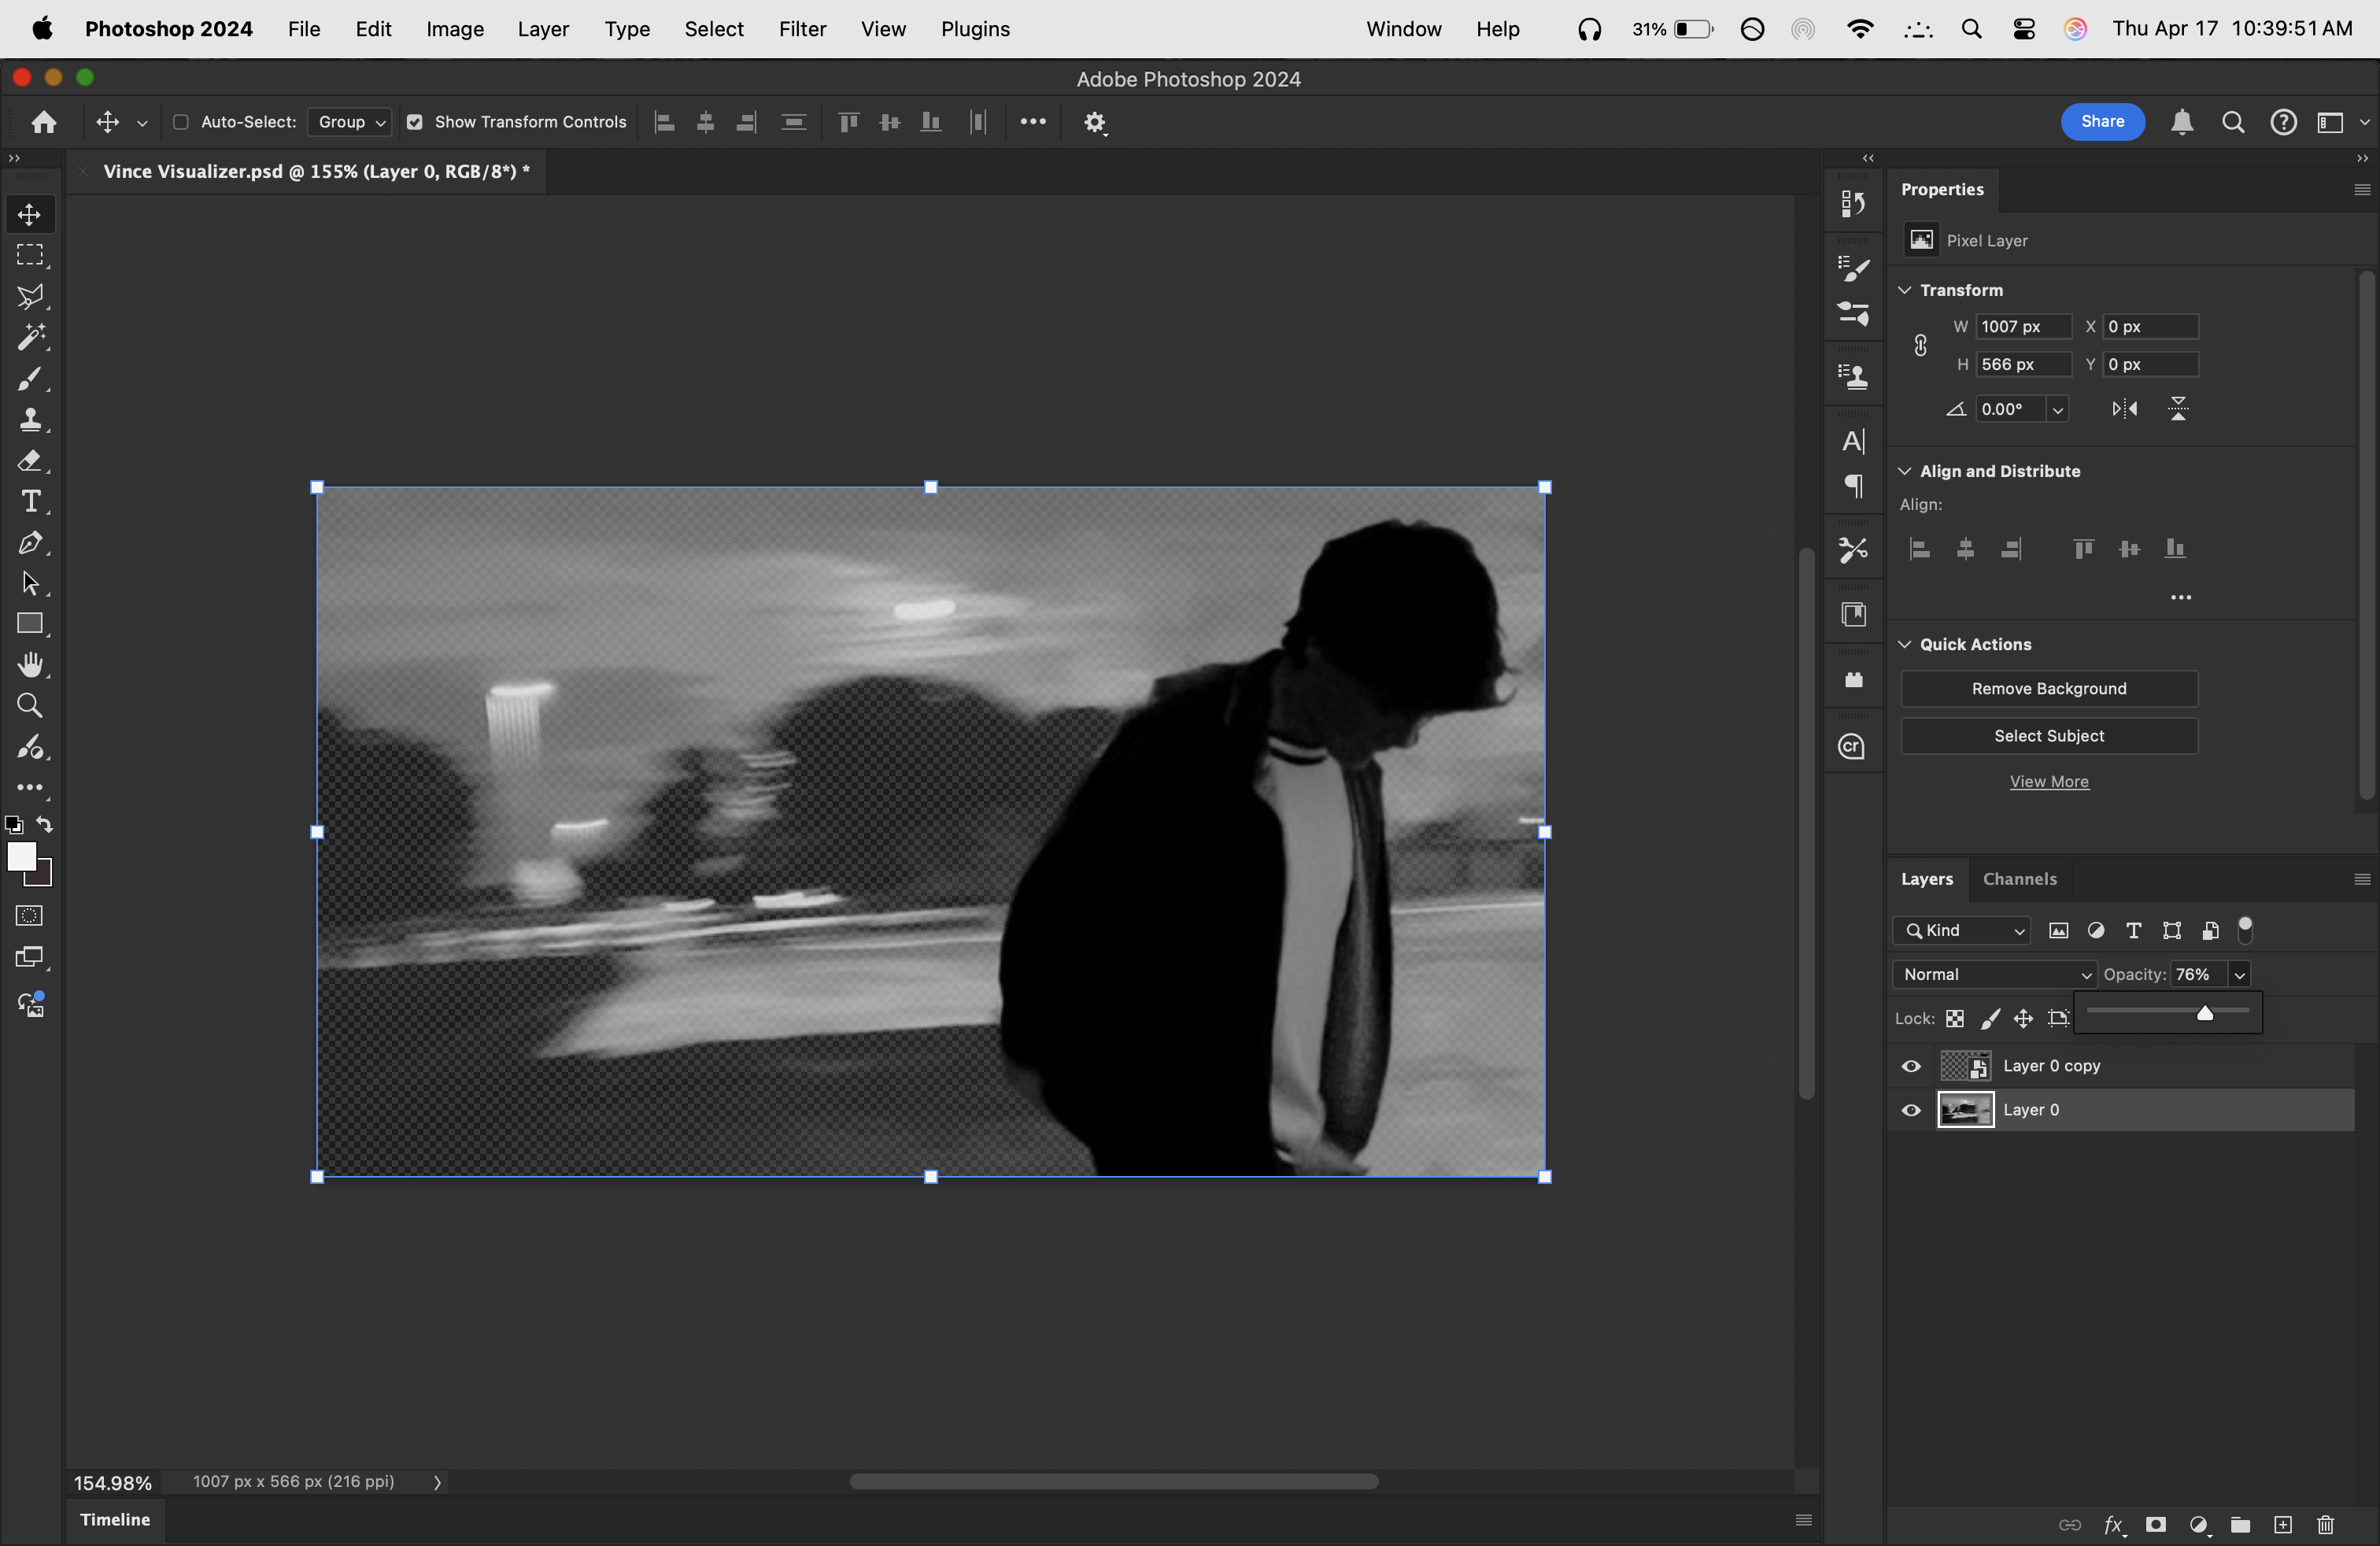 Photoshop 2024 File Edit Image Layer Type Select Filter View Plugins Window Help 31% Thu Apr 17 10:39:51 AM
Adobe Photoshop 2024
Auto-Select: Group Show Transform Controls Share
Vince Visualizer.psd @ 155% (Layer 0, RGB/8*) *
Properties
Pixel Layer
Transform
W 1007 px X 0 px
H 566 px Y 0 px
0.00°
Align and Distribute
Align:
Quick Actions
Remove Background
Select Subject
View More
Layers Channels
Kind
Normal Opacity: 76%
Lock:
Layer 0 copy
Layer 0
154.98% 1007 px x 566 px (216 ppi)
Timeline